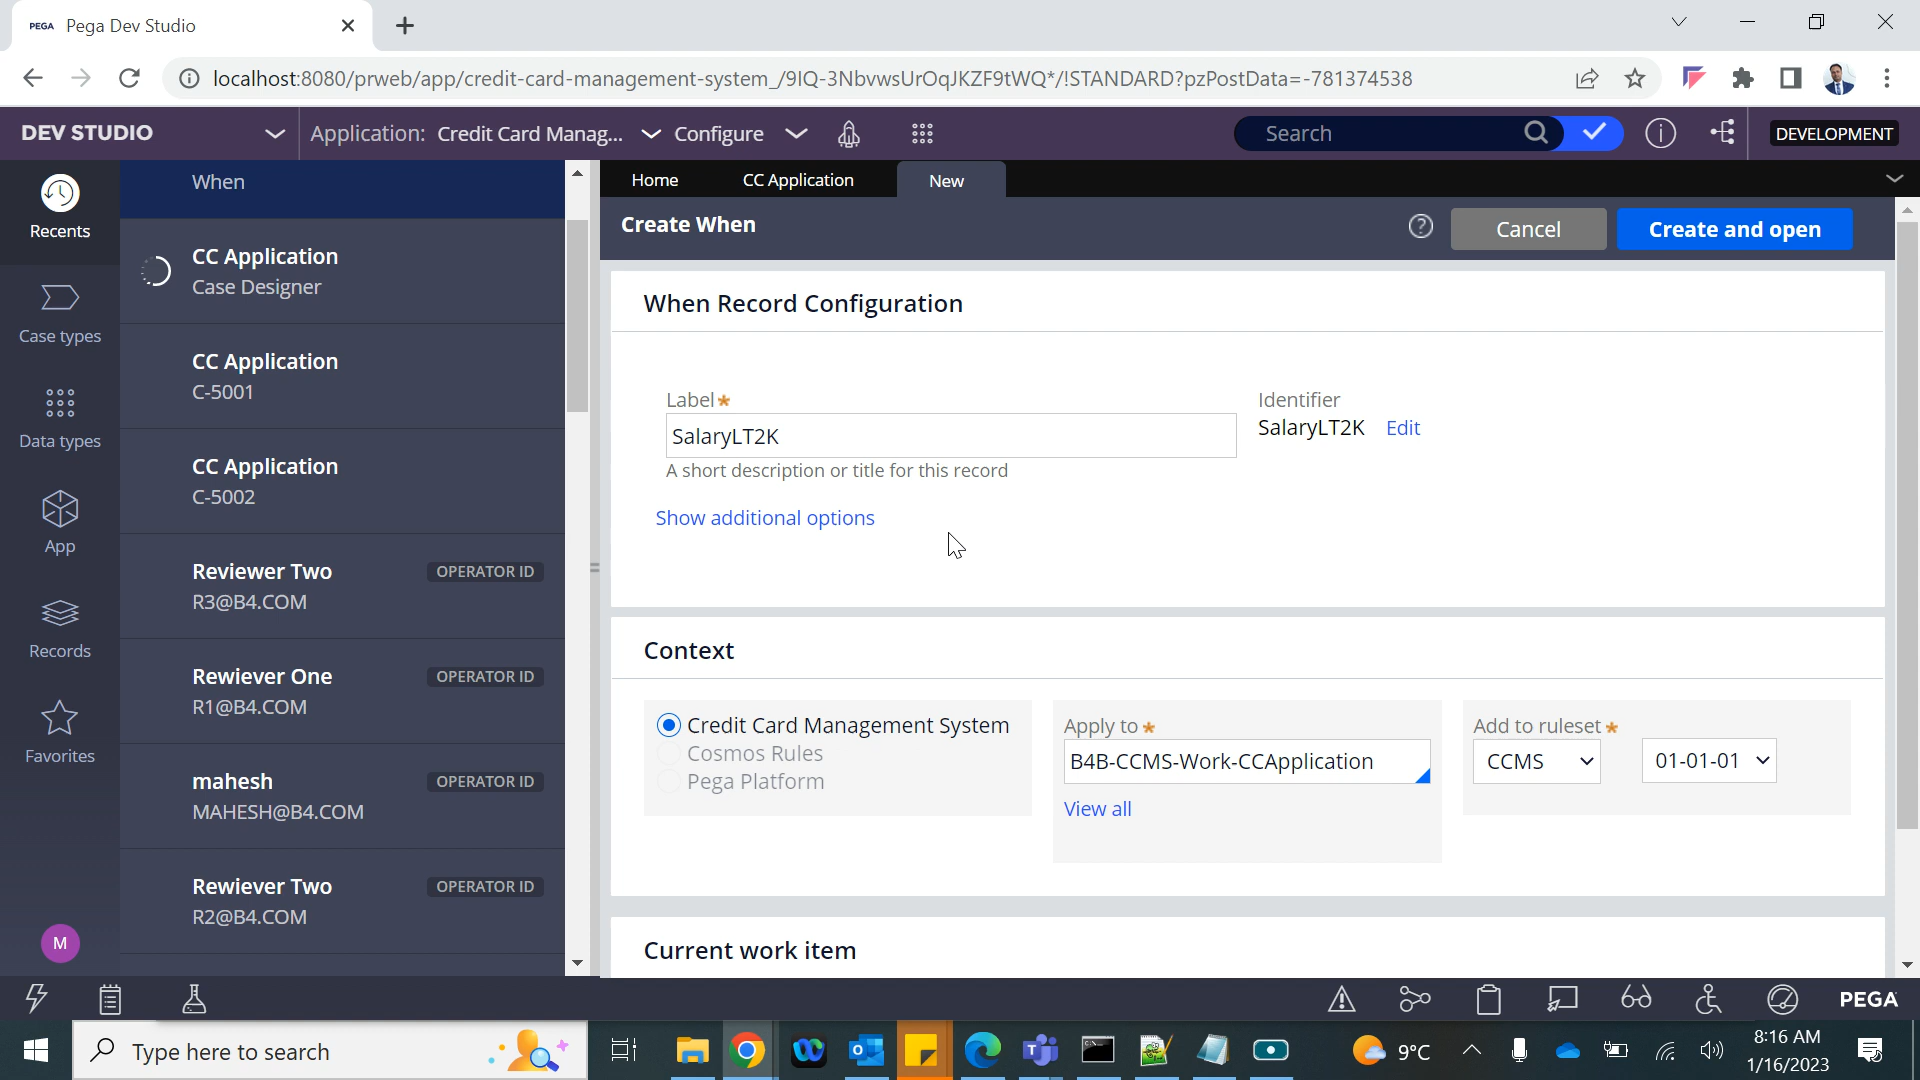 PEGA Pega Dev Studio
localhost:8080/prweb/app/credit-card-management-system_/9IQ-3NbvwsUrOqJKZF9tWQ*/!STANDARD?pzPostData=-781374538
DEV STUDIO
Application: Credit Card Manag...
Configure
Search
DEVELOPMENT
Recents
Case types
Data types
App
Records
Favorites
M
When
CC Application
Case Designer
CC Application
C-5001
CC Application
C-5002
Reviewer Two OPERATOR ID
R3@B4.COM
Rewiever One OPERATOR ID
R1@B4.COM
mahesh OPERATOR ID
MAHESH@B4.COM
Rewiever Two OPERATOR ID
R2@B4.COM
Home CC Application New
Create When
Cancel Create and open
When Record Configuration
Label*
SalaryLT2K
A short description or title for this record
Identifier
SalaryLT2K Edit
Show additional options
Context
Credit Card Management System
Cosmos Rules
Pega Platform
Apply to*
B4B-CCMS-Work-CCApplication
View all
Add to ruleset*
CCMS 01-01-01
Current work item
PEGA
Type here to search
9°C
8:16 AM
1/16/2023